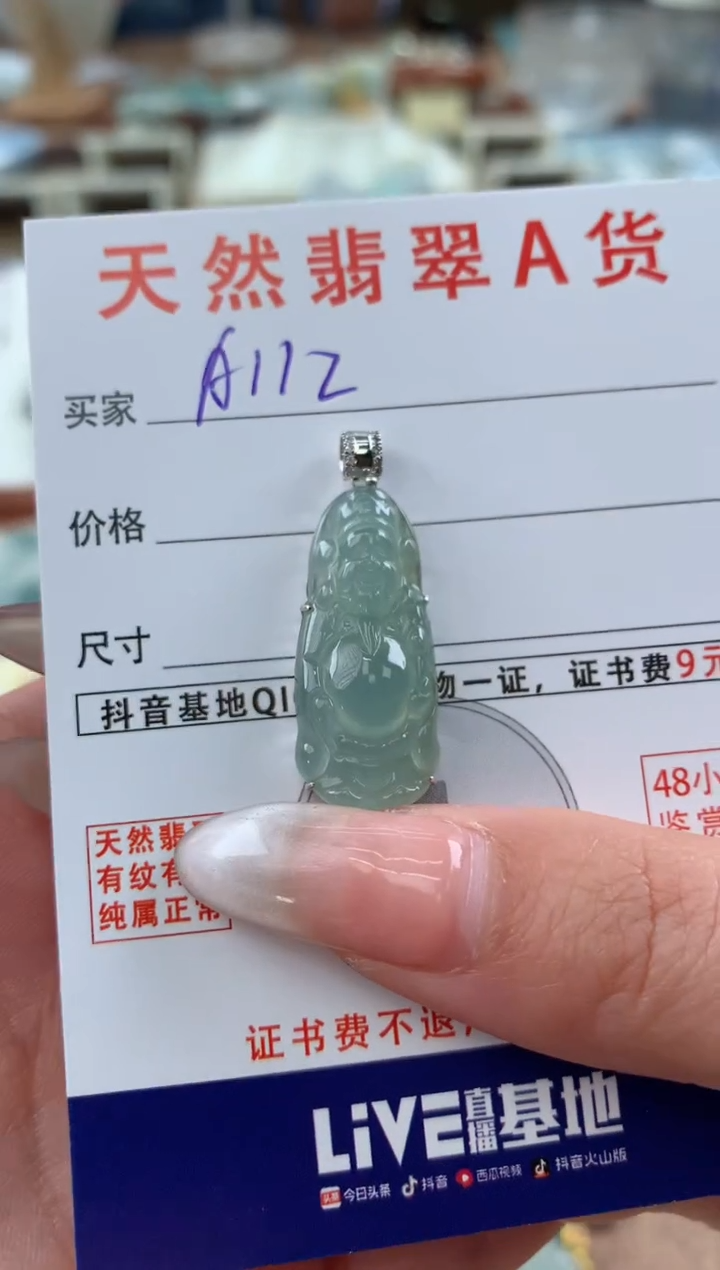 天然翡翠A货
买家 A112
价格
尺寸
抖音基地QI 物一证，证书费9元
天然翡
有纹有
纯属正常
48小
鉴赏
证书费不退
LiVE直播基地
头条 今日头条 抖音 西瓜视频 抖音火山版